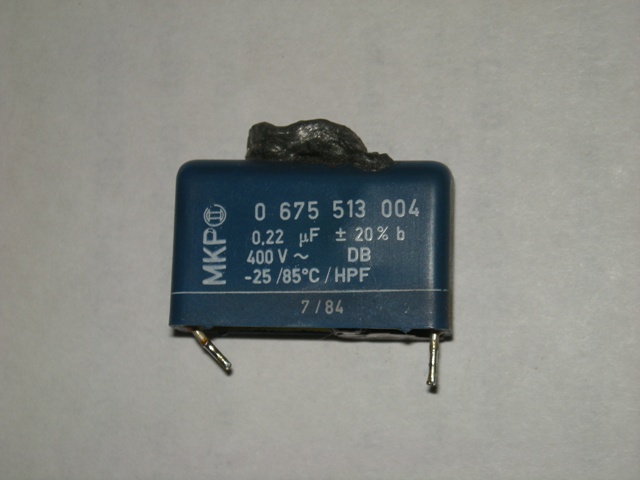 MKP
0 675 513 004
0,22 µF ± 20% b
400 V ~ DB
-25 /85°C / HPF
7 / 84